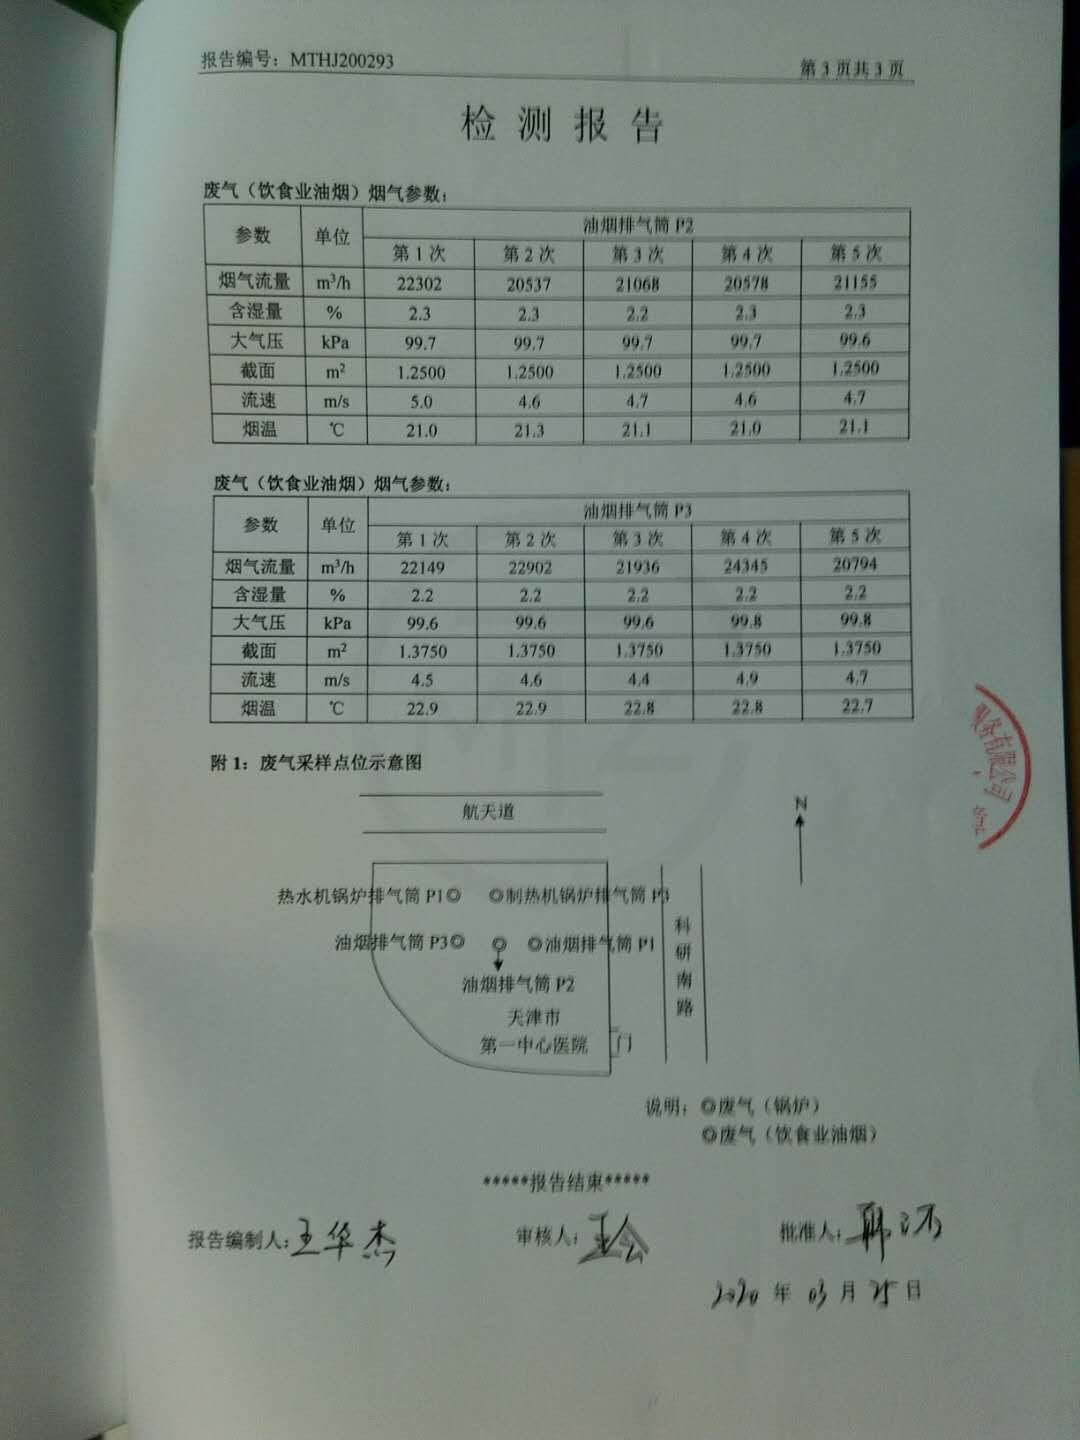 报告编号：MTHJ200293 第 3 页共 3 页
检 测 报 告
废气（饮食业油烟）烟气参数：
参数 单位 油烟排气筒 P2
第 1 次 第 2 次 第 3 次 第 4 次 第 5 次
烟气流量 m³/h 22302 20537 21068 20578 21155
含湿量 % 2.3 2.3 2.2 2.3 2.3
大气压 kPa 99.7 99.7 99.7 99.7 99.6
截面 m² 1.2500 1.2500 1.2500 1.2500 1.2500
流速 m/s 5.0 4.6 4.7 4.6 4.7
烟温 ℃ 21.0 21.3 21.1 21.0 21.1
废气（饮食业油烟）烟气参数：
参数 单位 油烟排气筒 P3
第 1 次 第 2 次 第 3 次 第 4 次 第 5 次
烟气流量 m³/h 22149 22902 21936 24345 20794
含湿量 % 2.2 2.2 2.2 2.2 2.2
大气压 kPa 99.6 99.6 99.6 99.8 99.8
截面 m² 1.3750 1.3750 1.3750 1.3750 1.3750
流速 m/s 4.5 4.6 4.4 4.9 4.7
烟温 ℃ 22.9 22.9 22.8 22.8 22.7
服务有限公司
附 1：废气采样点位示意图
航天道
N
热水机锅炉排气筒 P1◎ ◎制热机锅炉排气筒 P3
科研南路
油烟排气筒 P3◎ ◎ ◎油烟排气筒 P1
油烟排气筒 P2
天津市
第一中心医院 门
说明：◎废气（锅炉）
◎废气（饮食业油烟）
*****报告结束*****
报告编制人：王华杰 审核人： 批准人：
2020 年 03 月 25 日